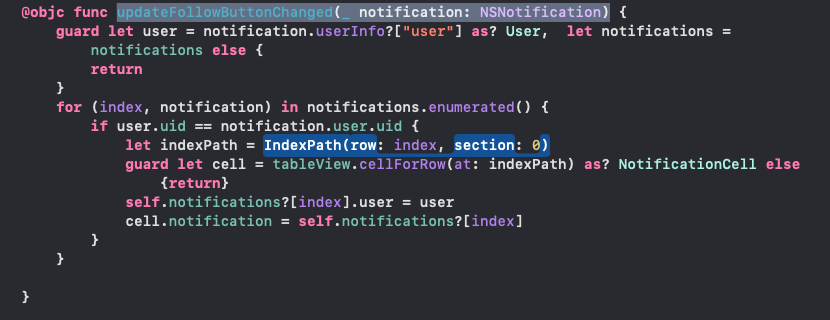 @objc func updateFollowButtonChanged(_ notification: NSNotification) {
guard let user = notification.userInfo?["user"] as? User,  let notifications =
notifications else {
return
}
for (index, notification) in notifications.enumerated() {
if user.uid == notification.user.uid {
let indexPath = IndexPath(row: index, section: 0)
guard let cell = tableView.cellForRow(at: indexPath) as? NotificationCell else
{return}
self.notifications?[index].user = user
cell.notification = self.notifications?[index]
}
}
}